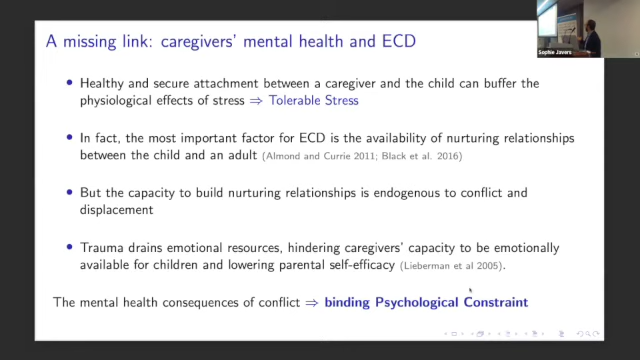 A missing link: caregivers' mental health and ECD
Sophie Javers
• Healthy and secure attachment between a caregiver and the child can buffer the
physiological effects of stress ⇒ Tolerable Stress
• In fact, the most important factor for ECD is the availability of nurturing relationships
between the child and an adult (Almond and Currie 2011; Black et al. 2016)
• But the capacity to build nurturing relationships is endogenous to conflict and
displacement
• Trauma drains emotional resources, hindering caregivers' capacity to be emotionally
available for children and lowering parental self-efficacy (Lieberman et al 2005).
The mental health consequences of conflict ⇒ binding Psychological Constraint